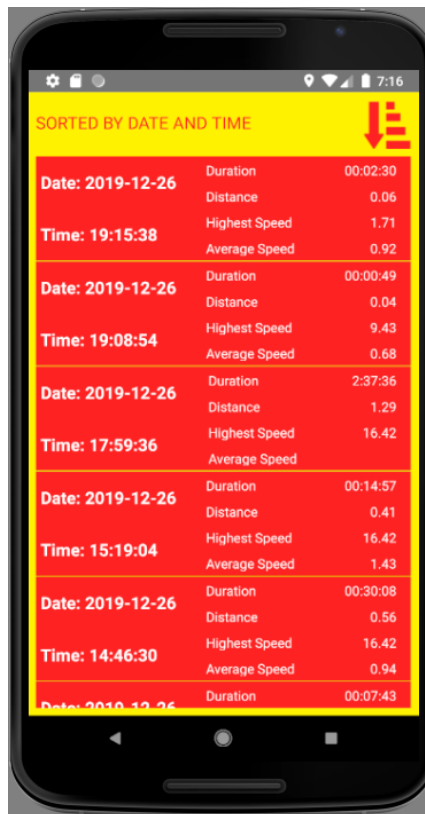 7:16
SORTED BY DATE AND TIME
Date: 2019-12-26
Time: 19:15:38
Duration 00:02:30
Distance 0.06
Highest Speed 1.71
Average Speed 0.92
Date: 2019-12-26
Time: 19:08:54
Duration 00:00:49
Distance 0.04
Highest Speed 9.43
Average Speed 0.68
Date: 2019-12-26
Time: 17:59:36
Duration 2:37:36
Distance 1.29
Highest Speed 16.42
Average Speed
Date: 2019-12-26
Time: 15:19:04
Duration 00:14:57
Distance 0.41
Highest Speed 16.42
Average Speed 1.43
Date: 2019-12-26
Time: 14:46:30
Duration 00:30:08
Distance 0.56
Highest Speed 16.42
Average Speed 0.94
Date: 2019-12-26
Duration 00:07:43